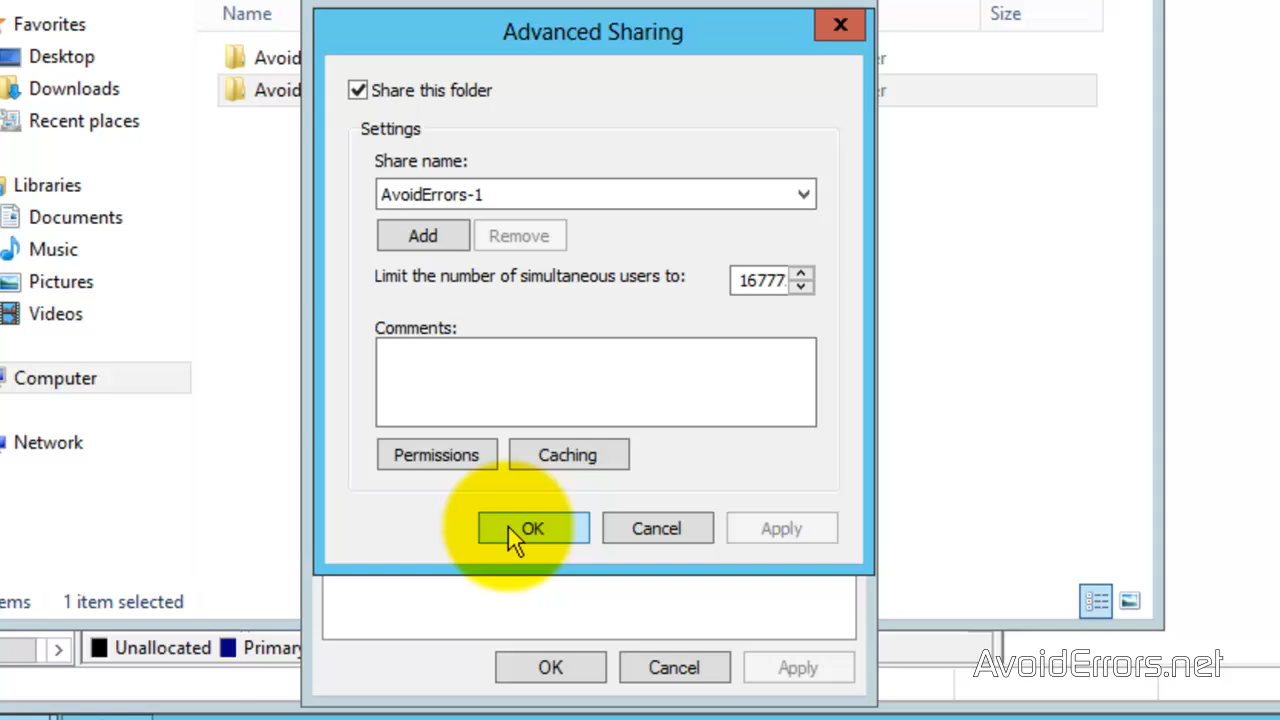 Name
Size
Favorites
Desktop
Downloads
Recent places
Libraries
Documents
Music
Pictures
Videos
Computer
Network
Avoid
Avoid
Advanced Sharing
X
Share this folder
Settings
Share name:
AvoidErrors-1
Add Remove
Limit the number of simultaneous users to: 16777
Comments:
Permissions Caching
OK Cancel Apply
1 item selected
Unallocated Primary
OK Cancel Apply
AvoidErrors.net